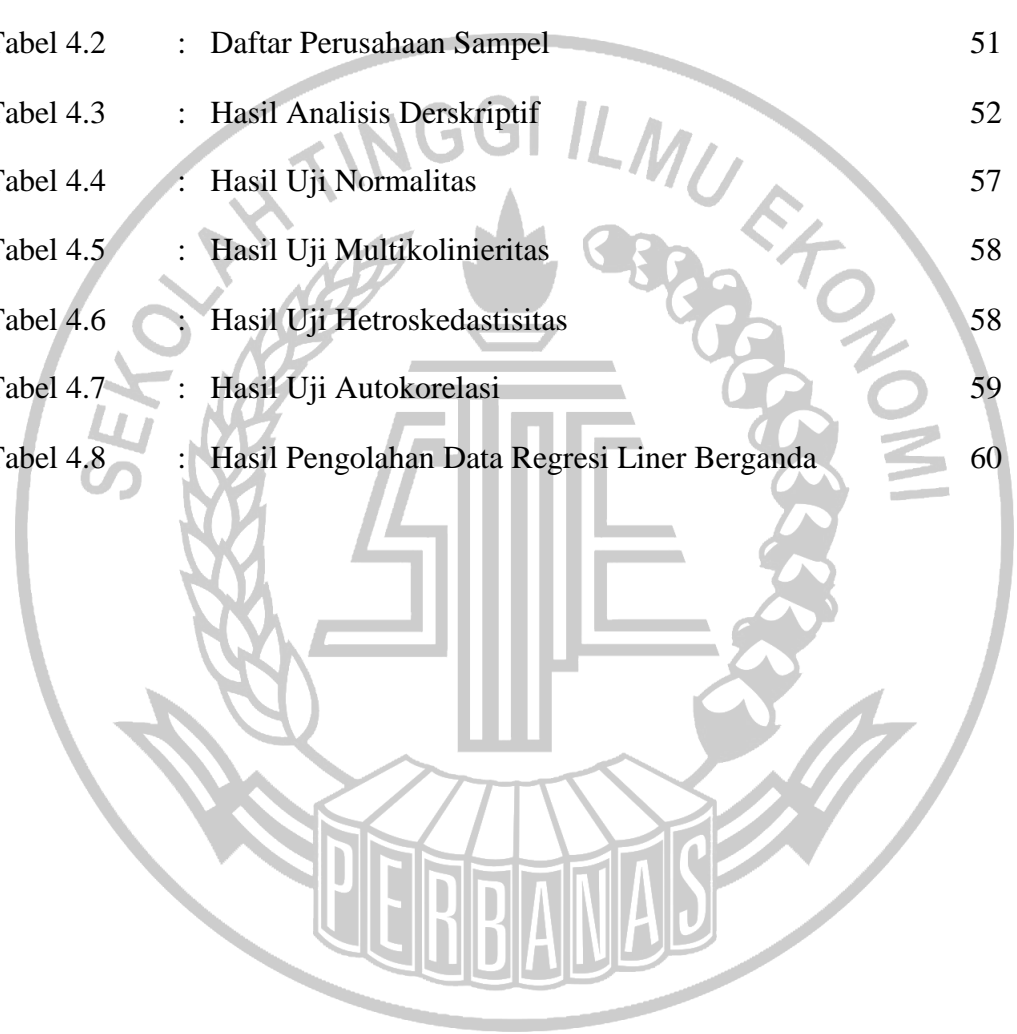 Tabel 4.2 : Daftar Perusahaan Sampel 51
Tabel 4.3 : Hasil Analisis Derskriptif 52
Tabel 4.4 : Hasil Uji Normalitas 57
Tabel 4.5 : Hasil Uji Multikolinieritas 58
Tabel 4.6 : Hasil Uji Hetroskedastisitas 58
Tabel 4.7 : Hasil Uji Autokorelasi 59
Tabel 4.8 : Hasil Pengolahan Data Regresi Liner Berganda 60
SEKOLAH TINGGI ILMU EKONOMI
PERBANAS